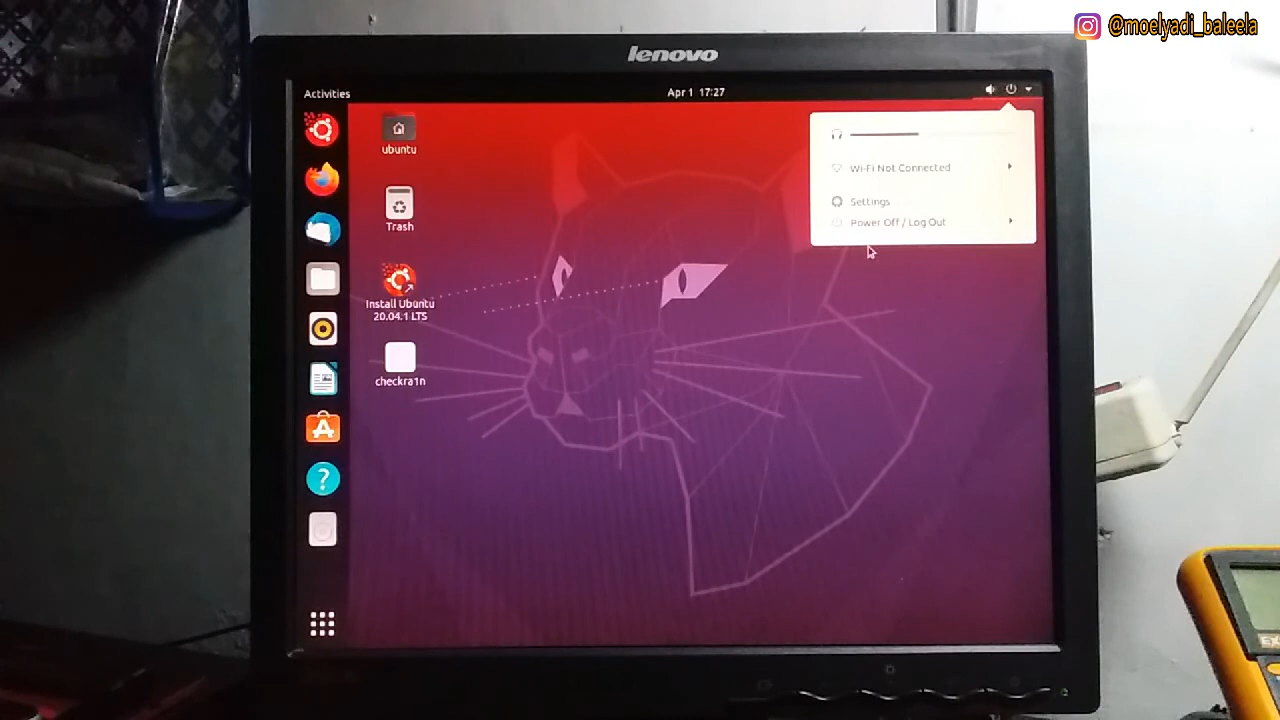 @moelyadi_baleela
lenovo
Activities
Apr 1 17:27
ubuntu
Trash
Install Ubuntu
20.04.1 LTS
checkra1n
Wi-Fi Not Connected
Settings
Power Off / Log Out
?
EX